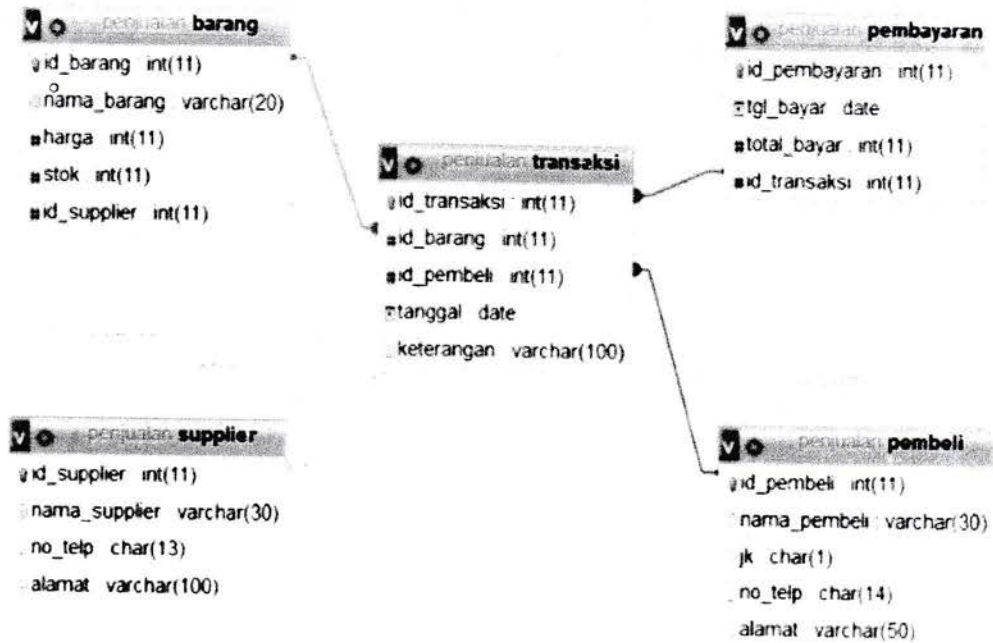 penjualan barang
id_barang int(11)
nama_barang varchar(20)
harga int(11)
stok int(11)
id_supplier int(11)
penjualan pembayaran
id_pembayaran int(11)
tgl_bayar date
total_bayar int(11)
id_transaksi int(11)
penjualan transaksi
id_transaksi int(11)
id_barang int(11)
id_pembeli int(11)
tanggal date
keterangan varchar(100)
penjualan supplier
id_supplier int(11)
nama_supplier varchar(30)
no_telp char(13)
alamat varchar(100)
penjualan pembeli
id_pembeli int(11)
nama_pembeli varchar(30)
jk char(1)
no_telp char(14)
alamat varchar(50)